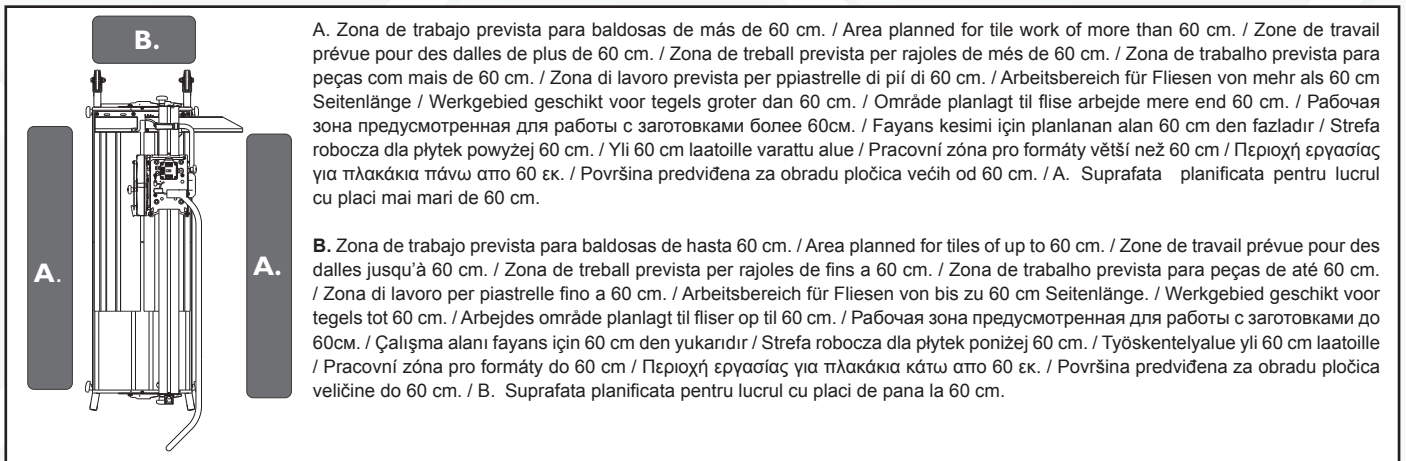 B.
A.
A.
A. Zona de trabajo prevista para baldosas de más de 60 cm. / Area planned for tile work of more than 60 cm. / Zone de travail
prévue pour des dalles de plus de 60 cm. / Zona de treball prevista per rajoles de més de 60 cm. / Zona de trabalho prevista para
peças com mais de 60 cm. / Zona di lavoro prevista per ppiastrelle di pií di 60 cm. / Arbeitsbereich für Fliesen von mehr als 60 cm
Seitenlänge / Werkgebied geschikt voor tegels groter dan 60 cm. / Område planlagt til flise arbejde mere end 60 cm. / Рабочая
зона предусмотренная для работы с заготовками более 60см. / Fayans kesimi için planlanan alan 60 cm den fazladır / Strefa
robocza dla płytek powyżej 60 cm. / Yli 60 cm laatoille varattu alue / Pracovní zóna pro formáty větší než 60 cm / Περιοχή εργασίας
για πλακάκια πάνω απο 60 εκ. / Površina predviđena za obradu pločica većih od 60 cm. / A. Suprafata planificata pentru lucrul
cu placi mai mari de 60 cm.
B. Zona de trabajo prevista para baldosas de hasta 60 cm. / Area planned for tiles of up to 60 cm. / Zone de travail prévue pour des
dalles jusqu'à 60 cm. / Zona de treball prevista per rajoles de fins a 60 cm. / Zona de trabalho prevista para peças de até 60 cm.
/ Zona di lavoro per piastrelle fino a 60 cm. / Arbeitsbereich für Fliesen von bis zu 60 cm Seitenlänge. / Werkgebied geschikt voor
tegels tot 60 cm. / Arbejdes område planlagt til fliser op til 60 cm. / Рабочая зона предусмотренная для работы с заготовками до
60см. / Çalışma alanı fayans için 60 cm den yukarıdır / Strefa robocza dla płytek poniżej 60 cm. / Työskentelyalue yli 60 cm laatoille
/ Pracovní zóna pro formáty do 60 cm / Περιοχή εργασίας για πλακάκια κάτω απο 60 εκ. / Površina predviđena za obradu pločica
veličine do 60 cm. / B. Suprafata planificata pentru lucrul cu placi de pana la 60 cm.